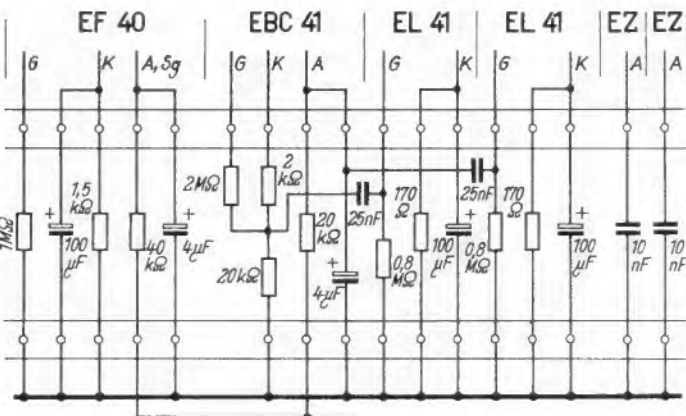 EF 40 EBC 41 EL 41 EL 41 EZ EZ
G K A,Sg G K A G K G K A A
1MΩ
100 µF
1,5 kΩ
40 kΩ
4µF
2MΩ
2 kΩ
20kΩ
20 kΩ
4µF
25nF
0,8 MΩ
170 Ω
100 µF
25nF
0,8 MΩ
170 Ω
100 µF
10 nF
10 nF